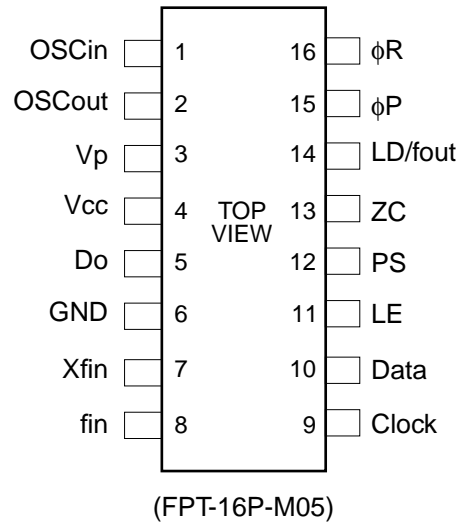 OSCin 1 16 ϕR
OSCout 2 15 ϕP
Vp 3 14 LD/fout
Vcc 4 TOP 13 ZC
VIEW
Do 5 12 PS
GND 6 11 LE
Xfin 7 10 Data
fin 8 9 Clock
(FPT-16P-M05)